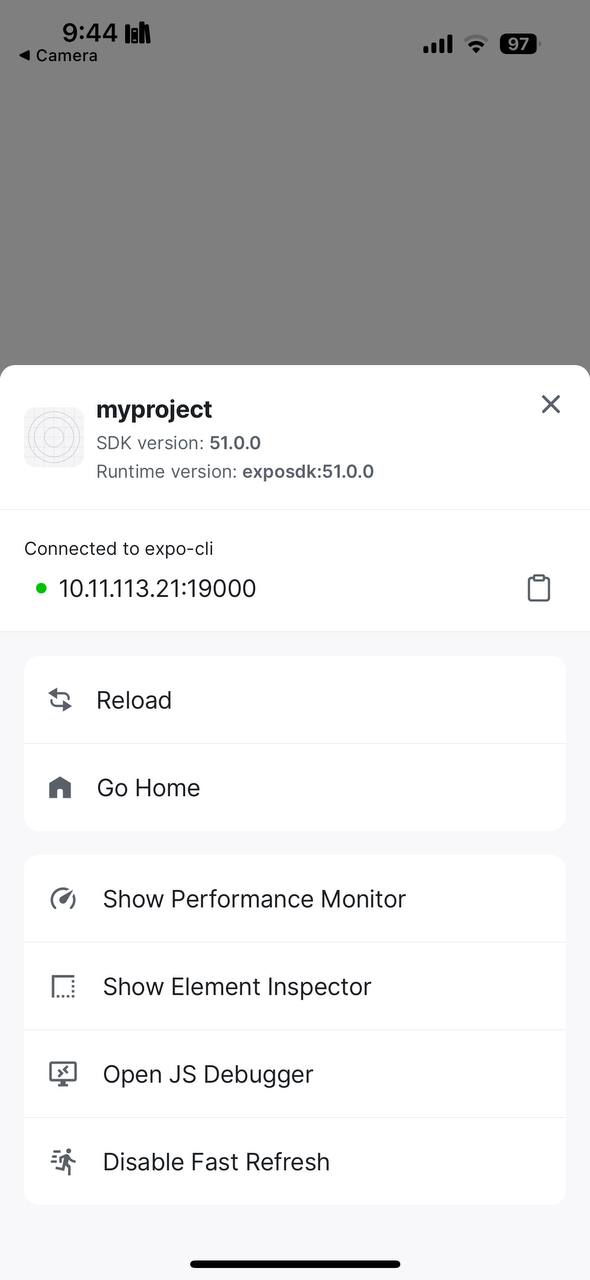 9:44
◀ Camera
97
myproject
SDK version: 51.0.0
Runtime version: exposdk:51.0.0
Connected to expo-cli
10.11.113.21:19000
Reload
Go Home
Show Performance Monitor
Show Element Inspector
Open JS Debugger
Disable Fast Refresh